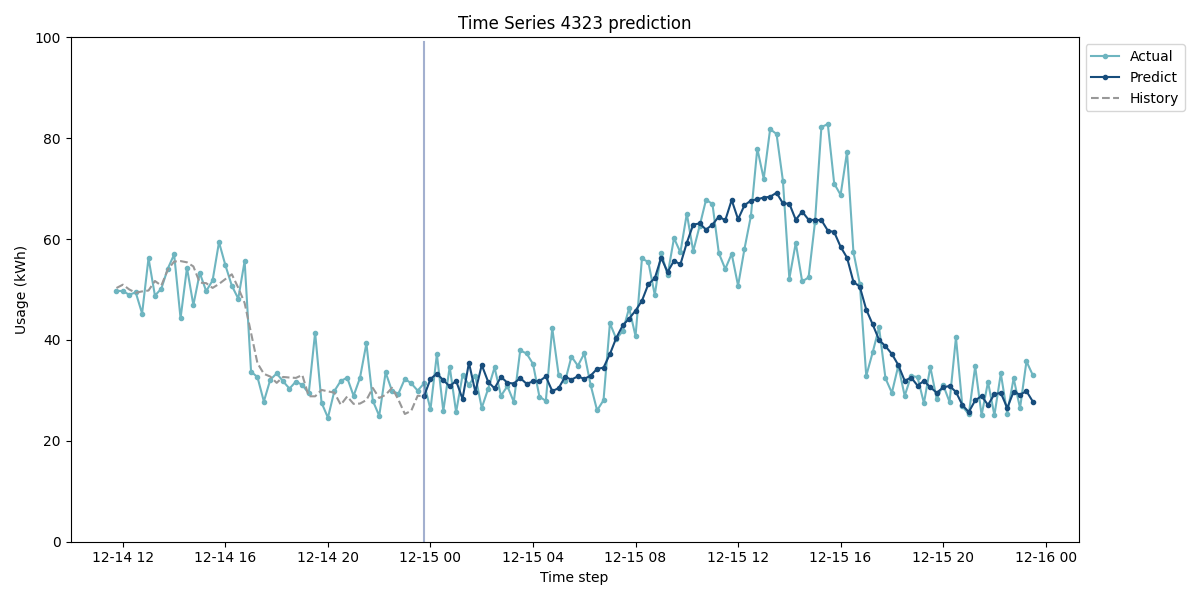 Time Series 4323 prediction
100
80
60
40
20
0
Usage (kWh)
12-14 12
12-14 16
12-14 20
12-15 00
12-15 04
12-15 08
12-15 12
12-15 16
12-15 20
12-16 00
Time step
Actual
Predict
History